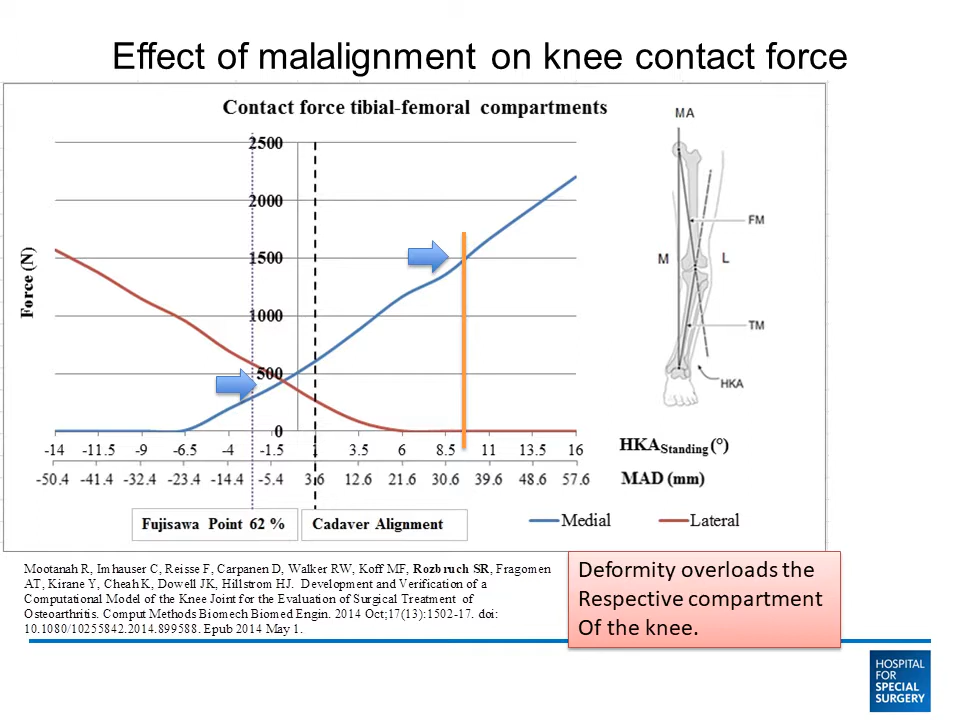 Effect of malalignment on knee contact force
Contact force tibial-femoral compartments
MA
FM
M
L
TM
HKA
Force (N)
2500
2000
1500
1000
500
0
-14 -11.5 -9 -6.5 -4 -1.5 1 3.5 6 8.5 11 13.5 16
HKA Standing (°)
-50.4 -41.4 -32.4 -23.4 -14.4 -5.4 3.6 12.6 21.6 30.6 39.6 48.6 57.6
MAD (mm)
Fujisawa Point 62 %
Cadaver Alignment
Medial
Lateral
Mootanah R, Imhauser C, Reisse F, Carpanen D, Walker RW, Koff MF, Rozbruch SR, Fragomen
AT, Kirane Y, Cheah K, Dowell JK, Hillstrom HJ. Development and Verification of a
Computational Model of the Knee Joint for the Evaluation of Surgical Treatment of
Osteoarthritis. Comput Methods Biomech Biomed Engin. 2014 Oct;17(13):1502-17. doi:
10.1080/10255842.2014.899588. Epub 2014 May 1.
Deformity overloads the
Respective compartment
Of the knee.
HOSPITAL
FOR
SPECIAL
SURGERY